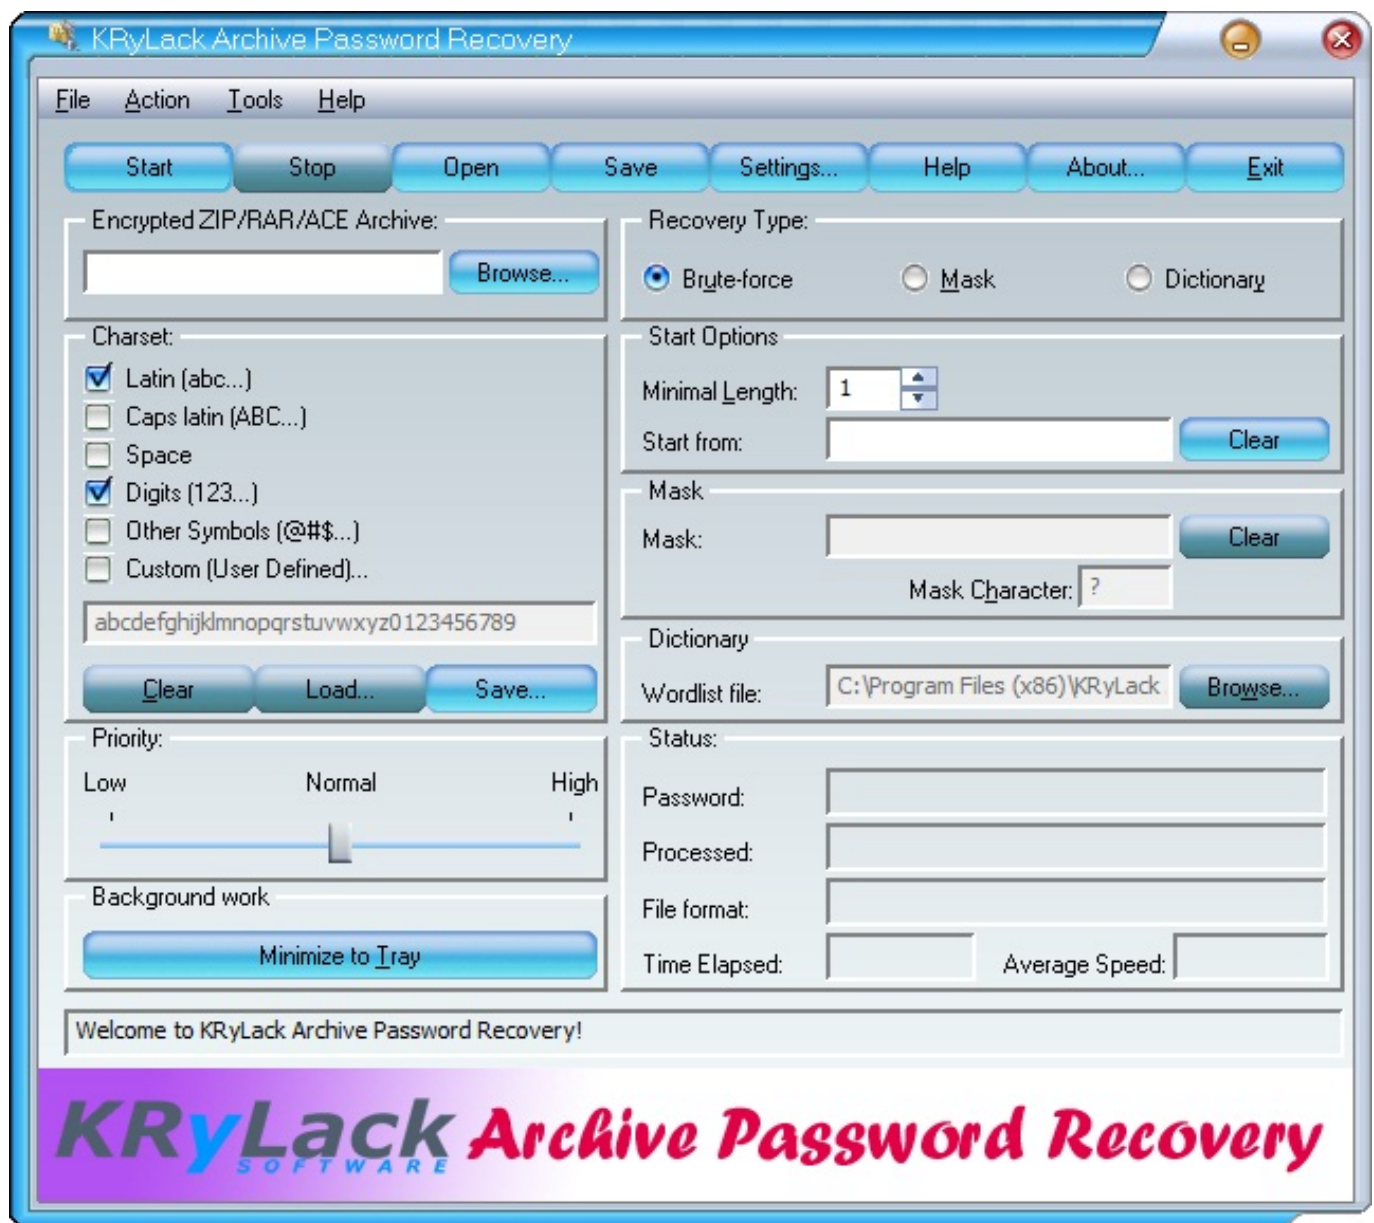 KRyLack Archive Password Recovery
File Action Tools Help
Start Stop Open Save Settings... Help About... Exit
Encrypted ZIP/RAR/ACE Archive:
Browse...
Recovery Type:
Brute-force Mask Dictionary
Charset:
Latin (abc...)
Caps latin (ABC...)
Space
Digits (123...)
Other Symbols (@#$...)
Custom (User Defined)...
abcdefghijklmnopqrstuvwxyz0123456789
Clear Load... Save...
Start Options
Minimal Length: 1
Start from: Clear
Mask
Mask: Clear
Mask Character: ?
Dictionary
Wordlist file: C:\Program Files (x86)\KRyLack Browse...
Priority:
Low Normal High
Background work
Minimize to Tray
Status:
Password:
Processed:
File format:
Time Elapsed: Average Speed:
Welcome to KRyLack Archive Password Recovery!
KRyLack Archive Password Recovery
SOFTWARE